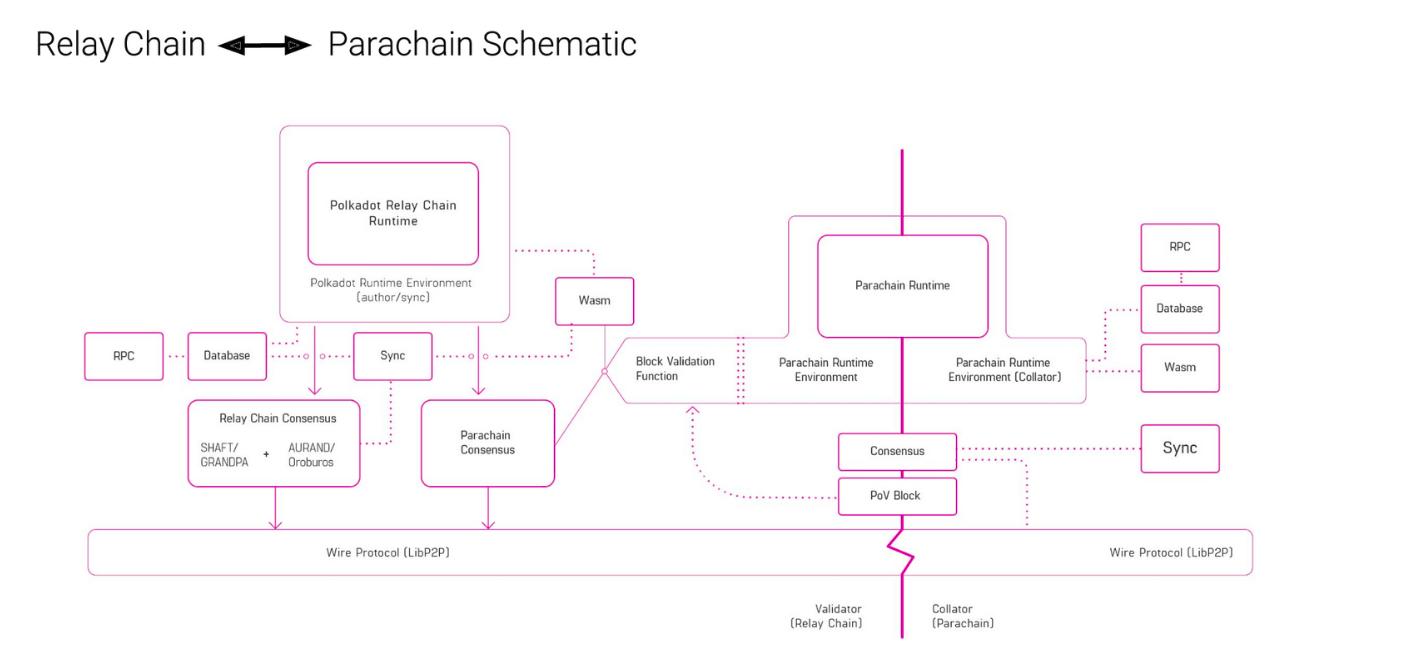 Relay Chain Parachain Schematic
Polkadot Relay Chain
Runtime
Polkadot Runtime Environment
(author/sync)
Wasm
RPC
Database
Sync
Relay Chain Consensus
SHAFT/
GRANDPA
+
AURAND/
Oroburos
Parachain
Consensus
Block Validation
Function
Parachain Runtime
Parachain Runtime
Environment
Parachain Runtime
Environment (Collator)
RPC
Database
Wasm
Sync
Consensus
PoV Block
Wire Protocol (LibP2P)
Wire Protocol (LibP2P)
Validator
(Relay Chain)
Collator
(Parachain)